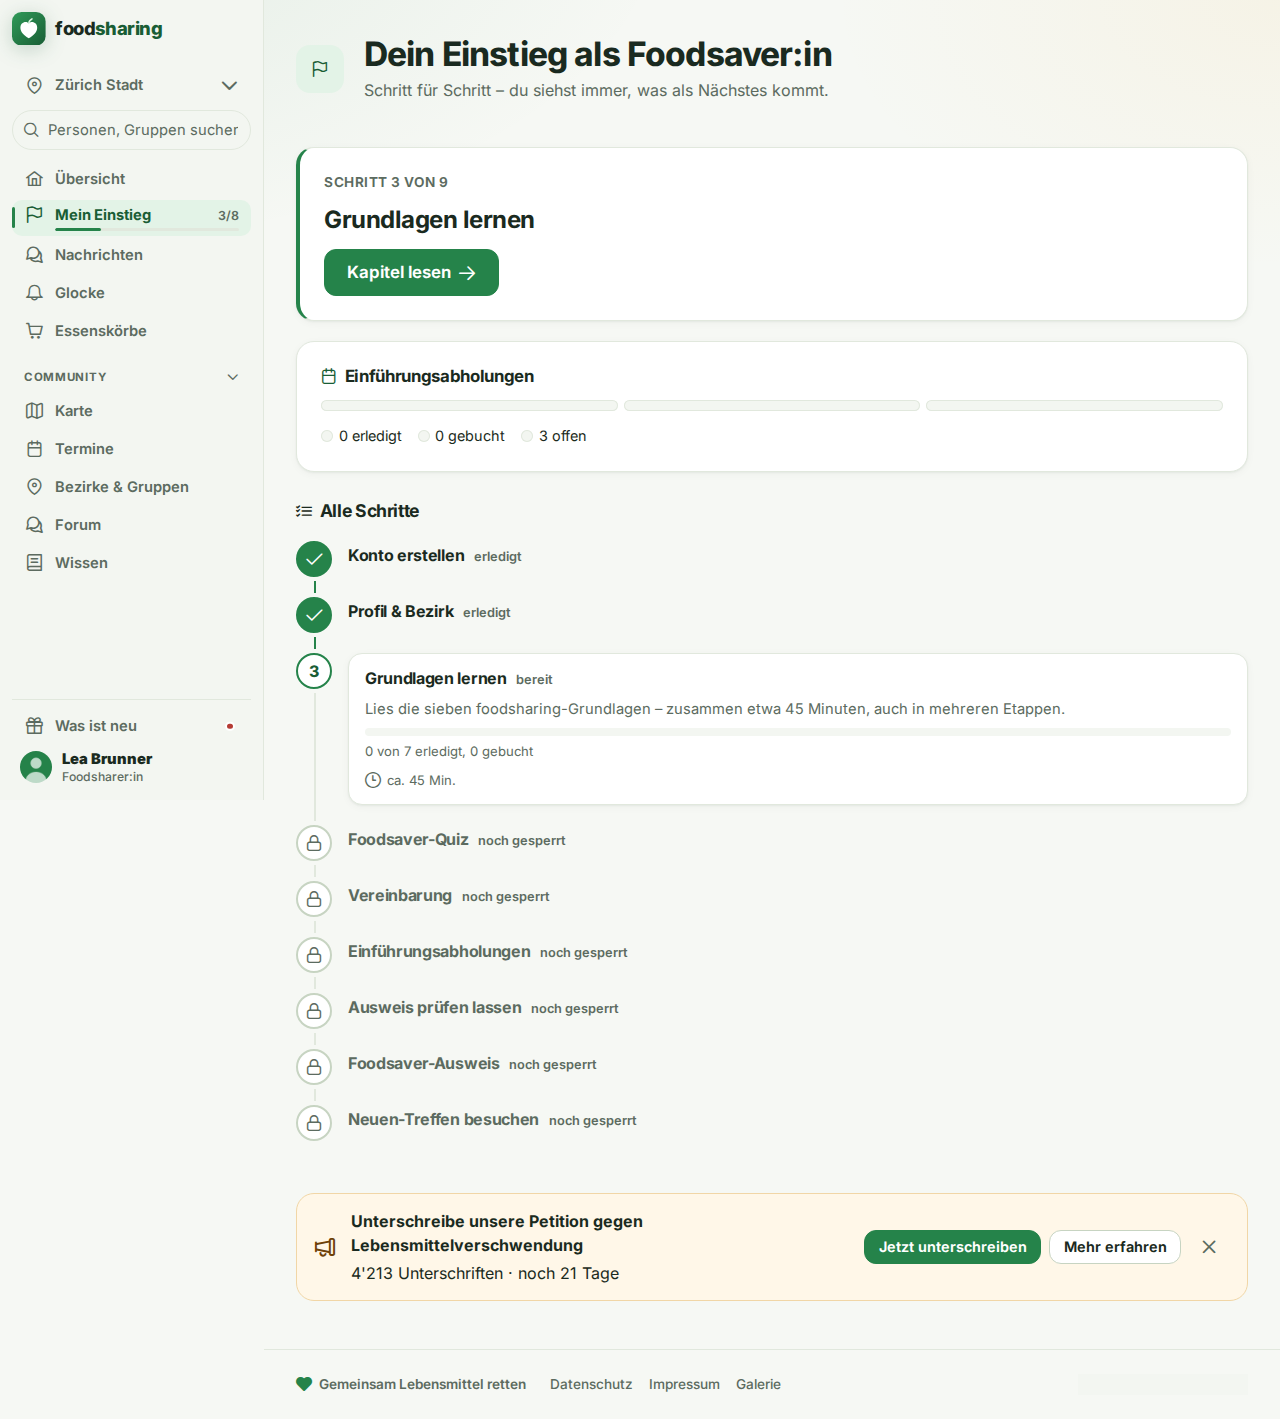 foodsharing
Zürich Stadt
Personen, Gruppen sucher
Übersicht
Mein Einstieg 3/8
Nachrichten
Glocke
Essenskörbe
COMMUNITY
Karte
Termine
Bezirke & Gruppen
Forum
Wissen
Was ist neu
Lea Brunner
Foodsharer:in
Dein Einstieg als Foodsaver:in
Schritt für Schritt – du siehst immer, was als Nächstes kommt.
SCHRITT 3 VON 9
Grundlagen lernen
Kapitel lesen
Einführungsabholungen
0 erledigt 0 gebucht 3 offen
Alle Schritte
Konto erstellen erledigt
Profil & Bezirk erledigt
3 Grundlagen lernen bereit
Lies die sieben foodsharing-Grundlagen – zusammen etwa 45 Minuten, auch in mehreren Etappen.
0 von 7 erledigt, 0 gebucht
ca. 45 Min.
Foodsaver-Quiz noch gesperrt
Vereinbarung noch gesperrt
Einführungsabholungen noch gesperrt
Ausweis prüfen lassen noch gesperrt
Foodsaver-Ausweis noch gesperrt
Neuen-Treffen besuchen noch gesperrt
Unterschreibe unsere Petition gegen
Lebensmittelverschwendung
4'213 Unterschriften · noch 21 Tage
Jetzt unterschreiben Mehr erfahren
Gemeinsam Lebensmittel retten Datenschutz Impressum Galerie